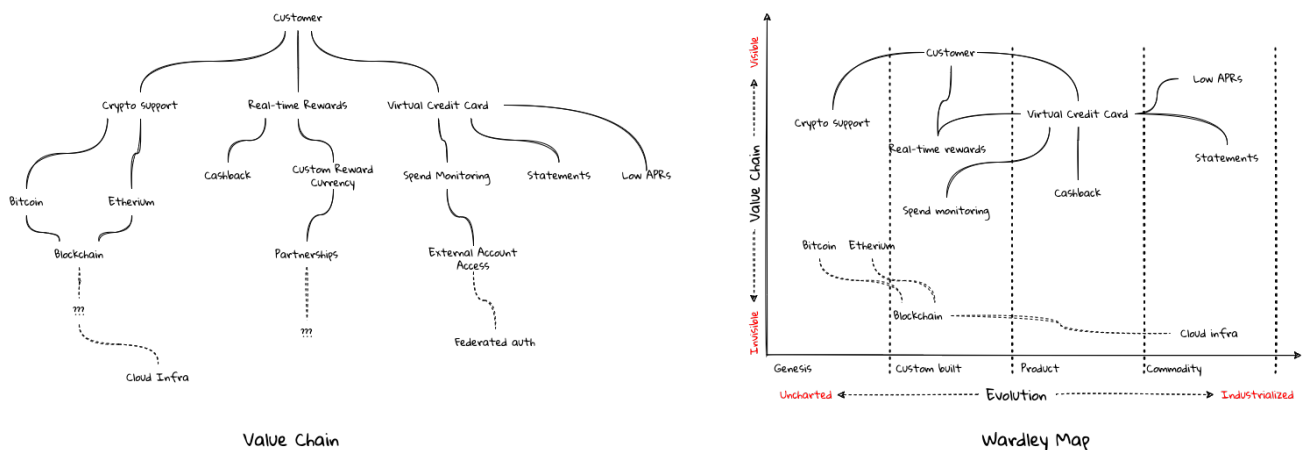 Customer
Crypto support
Real-time Rewards
Virtual Credit Card
Cashback
Custom Reward
Currency
Spend Monitoring
Statements
Low APRs
Bitcoin
Etherium
Blockchain
Partnerships
External Account
Access
???
???
Federated auth
Cloud Infra
Value Chain
Visible
Value Chain
Invisible
Customer
Low APRs
Crypto support
Virtual Credit Card
Real-time rewards
Statements
Cashback
Spend monitoring
Bitcoin
Etherium
Blockchain
Cloud infra
Genesis
Custom built
Product
Commodity
Uncharted
Evolution
Industrialized
Wardley Map